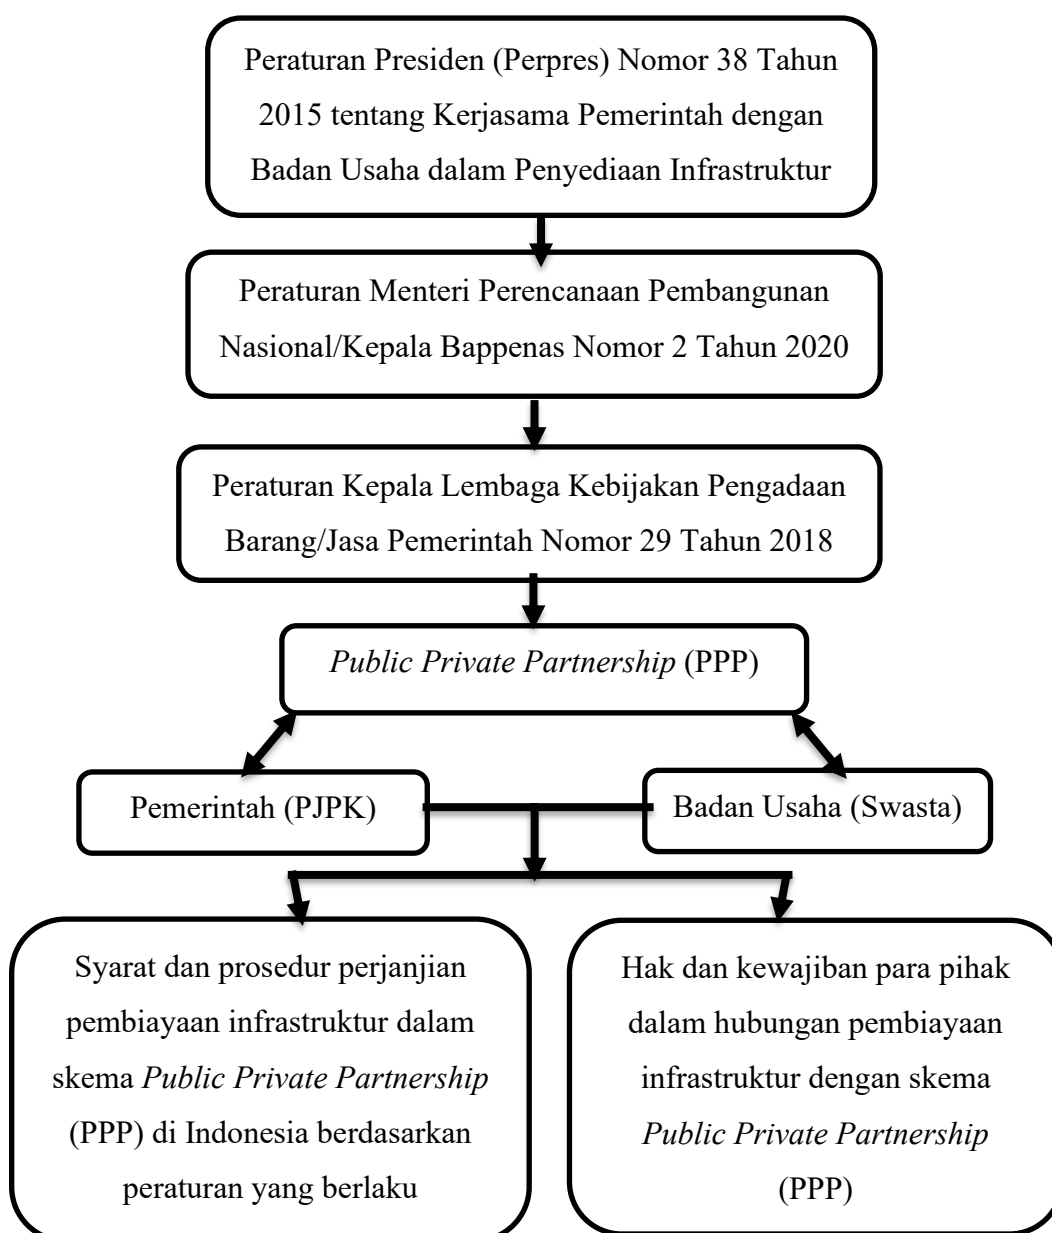 Peraturan Presiden (Perpres) Nomor 38 Tahun
2015 tentang Kerjasama Pemerintah dengan
Badan Usaha dalam Penyediaan Infrastruktur
Peraturan Menteri Perencanaan Pembangunan
Nasional/Kepala Bappenas Nomor 2 Tahun 2020
Peraturan Kepala Lembaga Kebijakan Pengadaan
Barang/Jasa Pemerintah Nomor 29 Tahun 2018
Public Private Partnership (PPP)
Pemerintah (PJPK)
Badan Usaha (Swasta)
Syarat dan prosedur perjanjian
pembiayaan infrastruktur dalam
skema Public Private Partnership
(PPP) di Indonesia berdasarkan
peraturan yang berlaku
Hak dan kewajiban para pihak
dalam hubungan pembiayaan
infrastruktur dengan skema
Public Private Partnership
(PPP)